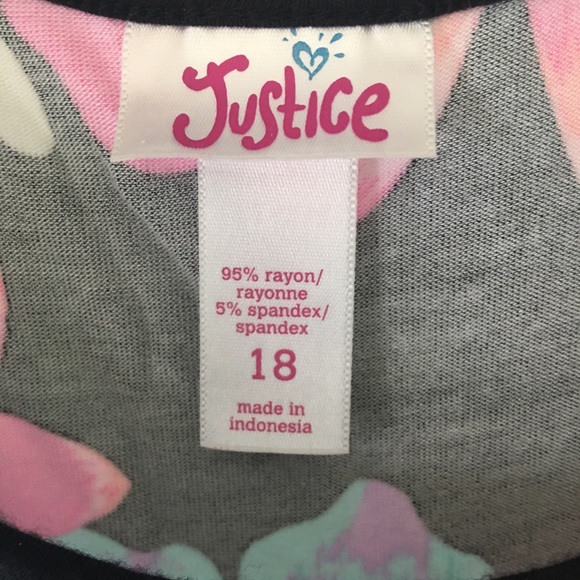 Justice
95% rayon/
rayonne
5% spandex/
spandex
18
made in
indonesia